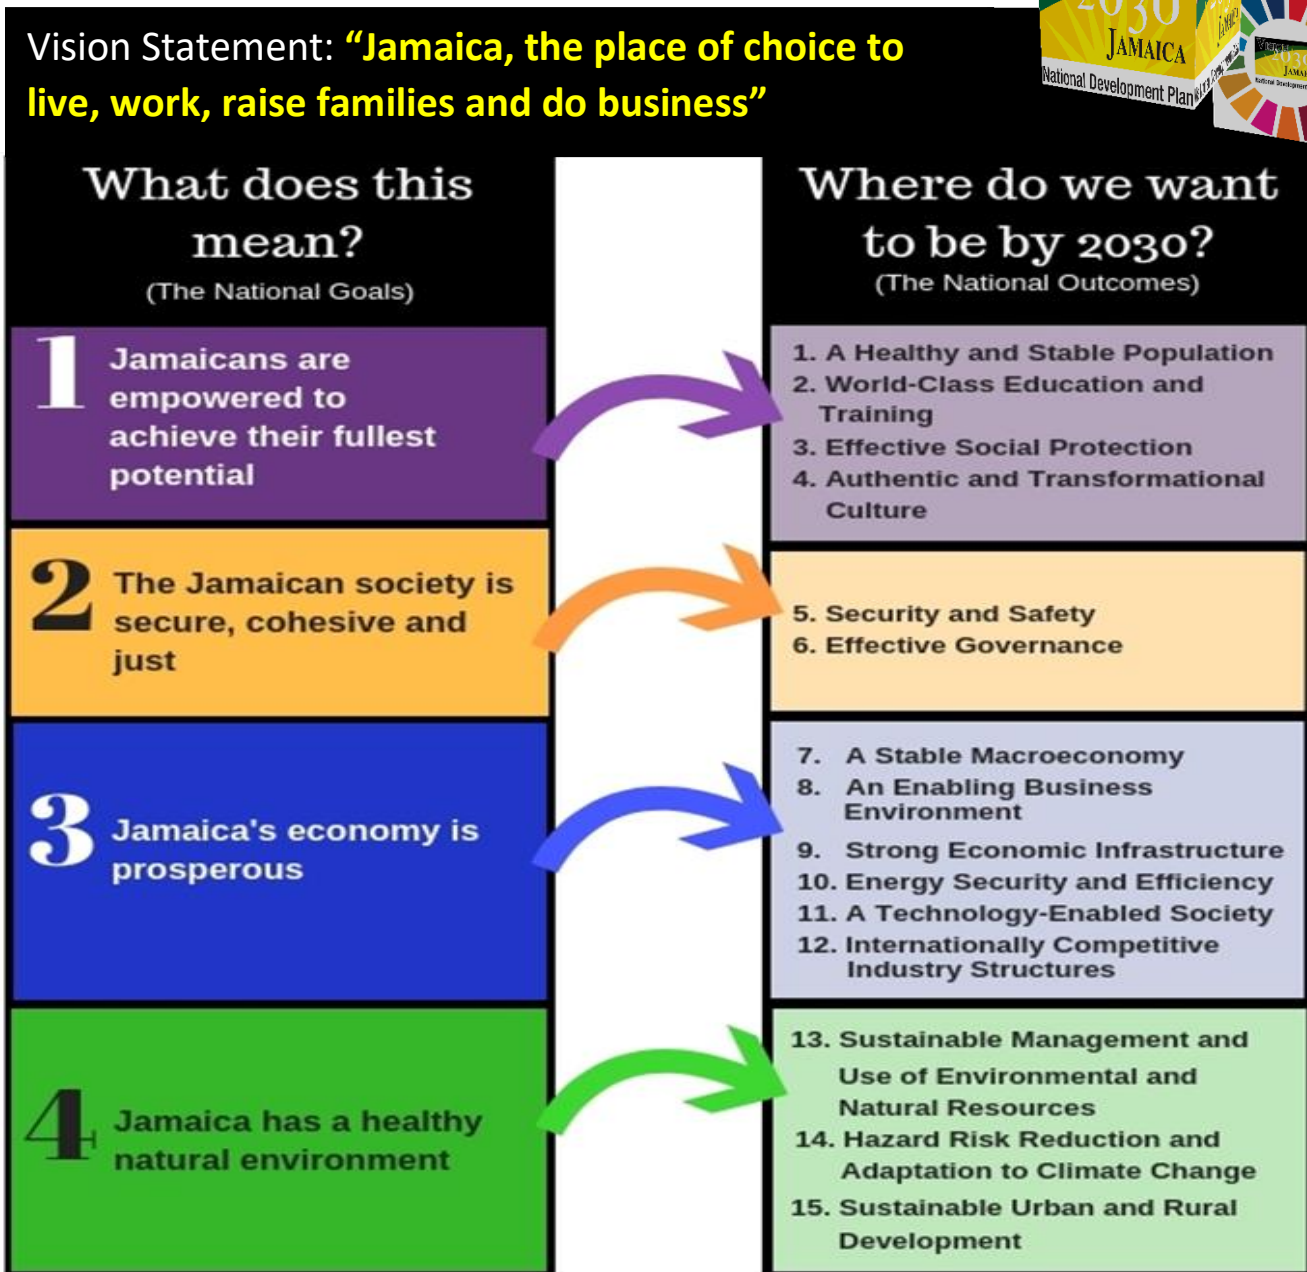 Vision Statement: “Jamaica, the place of choice to
live, work, raise families and do business”
2030
JAMAICA
National Development Plan
2030
JAMAI
National Development
What does this
mean?
(The National Goals)
1
Jamaicans are
empowered to
achieve their fullest
potential
2
The Jamaican society is
secure, cohesive and
just
3
Jamaica's economy is
prosperous
4
Jamaica has a healthy
natural environment
Where do we want
to be by 2030?
(The National Outcomes)
1. A Healthy and Stable Population
2. World-Class Education and
Training
3. Effective Social Protection
4. Authentic and Transformational
Culture
5. Security and Safety
6. Effective Governance
7. A Stable Macroeconomy
8. An Enabling Business
Environment
9. Strong Economic Infrastructure
10. Energy Security and Efficiency
11. A Technology-Enabled Society
12. Internationally Competitive
Industry Structures
13. Sustainable Management and
Use of Environmental and
Natural Resources
14. Hazard Risk Reduction and
Adaptation to Climate Change
15. Sustainable Urban and Rural
Development